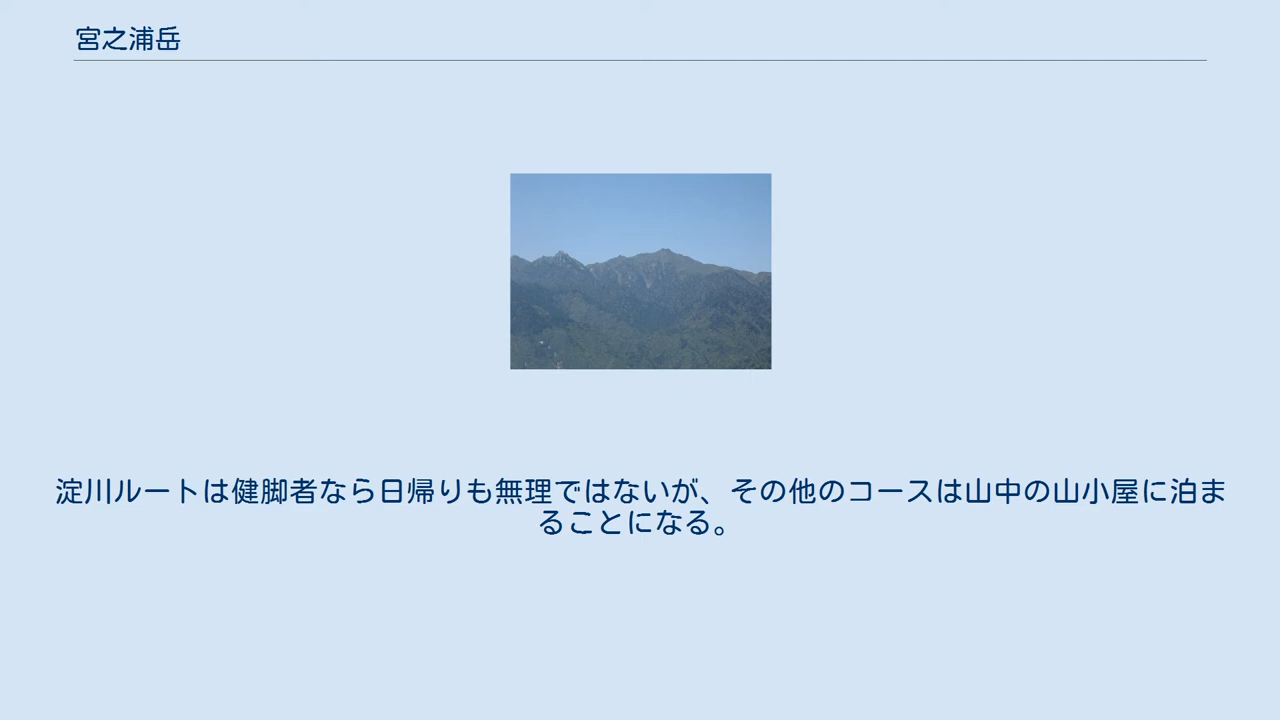 宮之浦岳
淀川ルートは健脚者なら日帰りも無理ではないが、その他のコースは山中の山小屋に泊ま
ることになる。